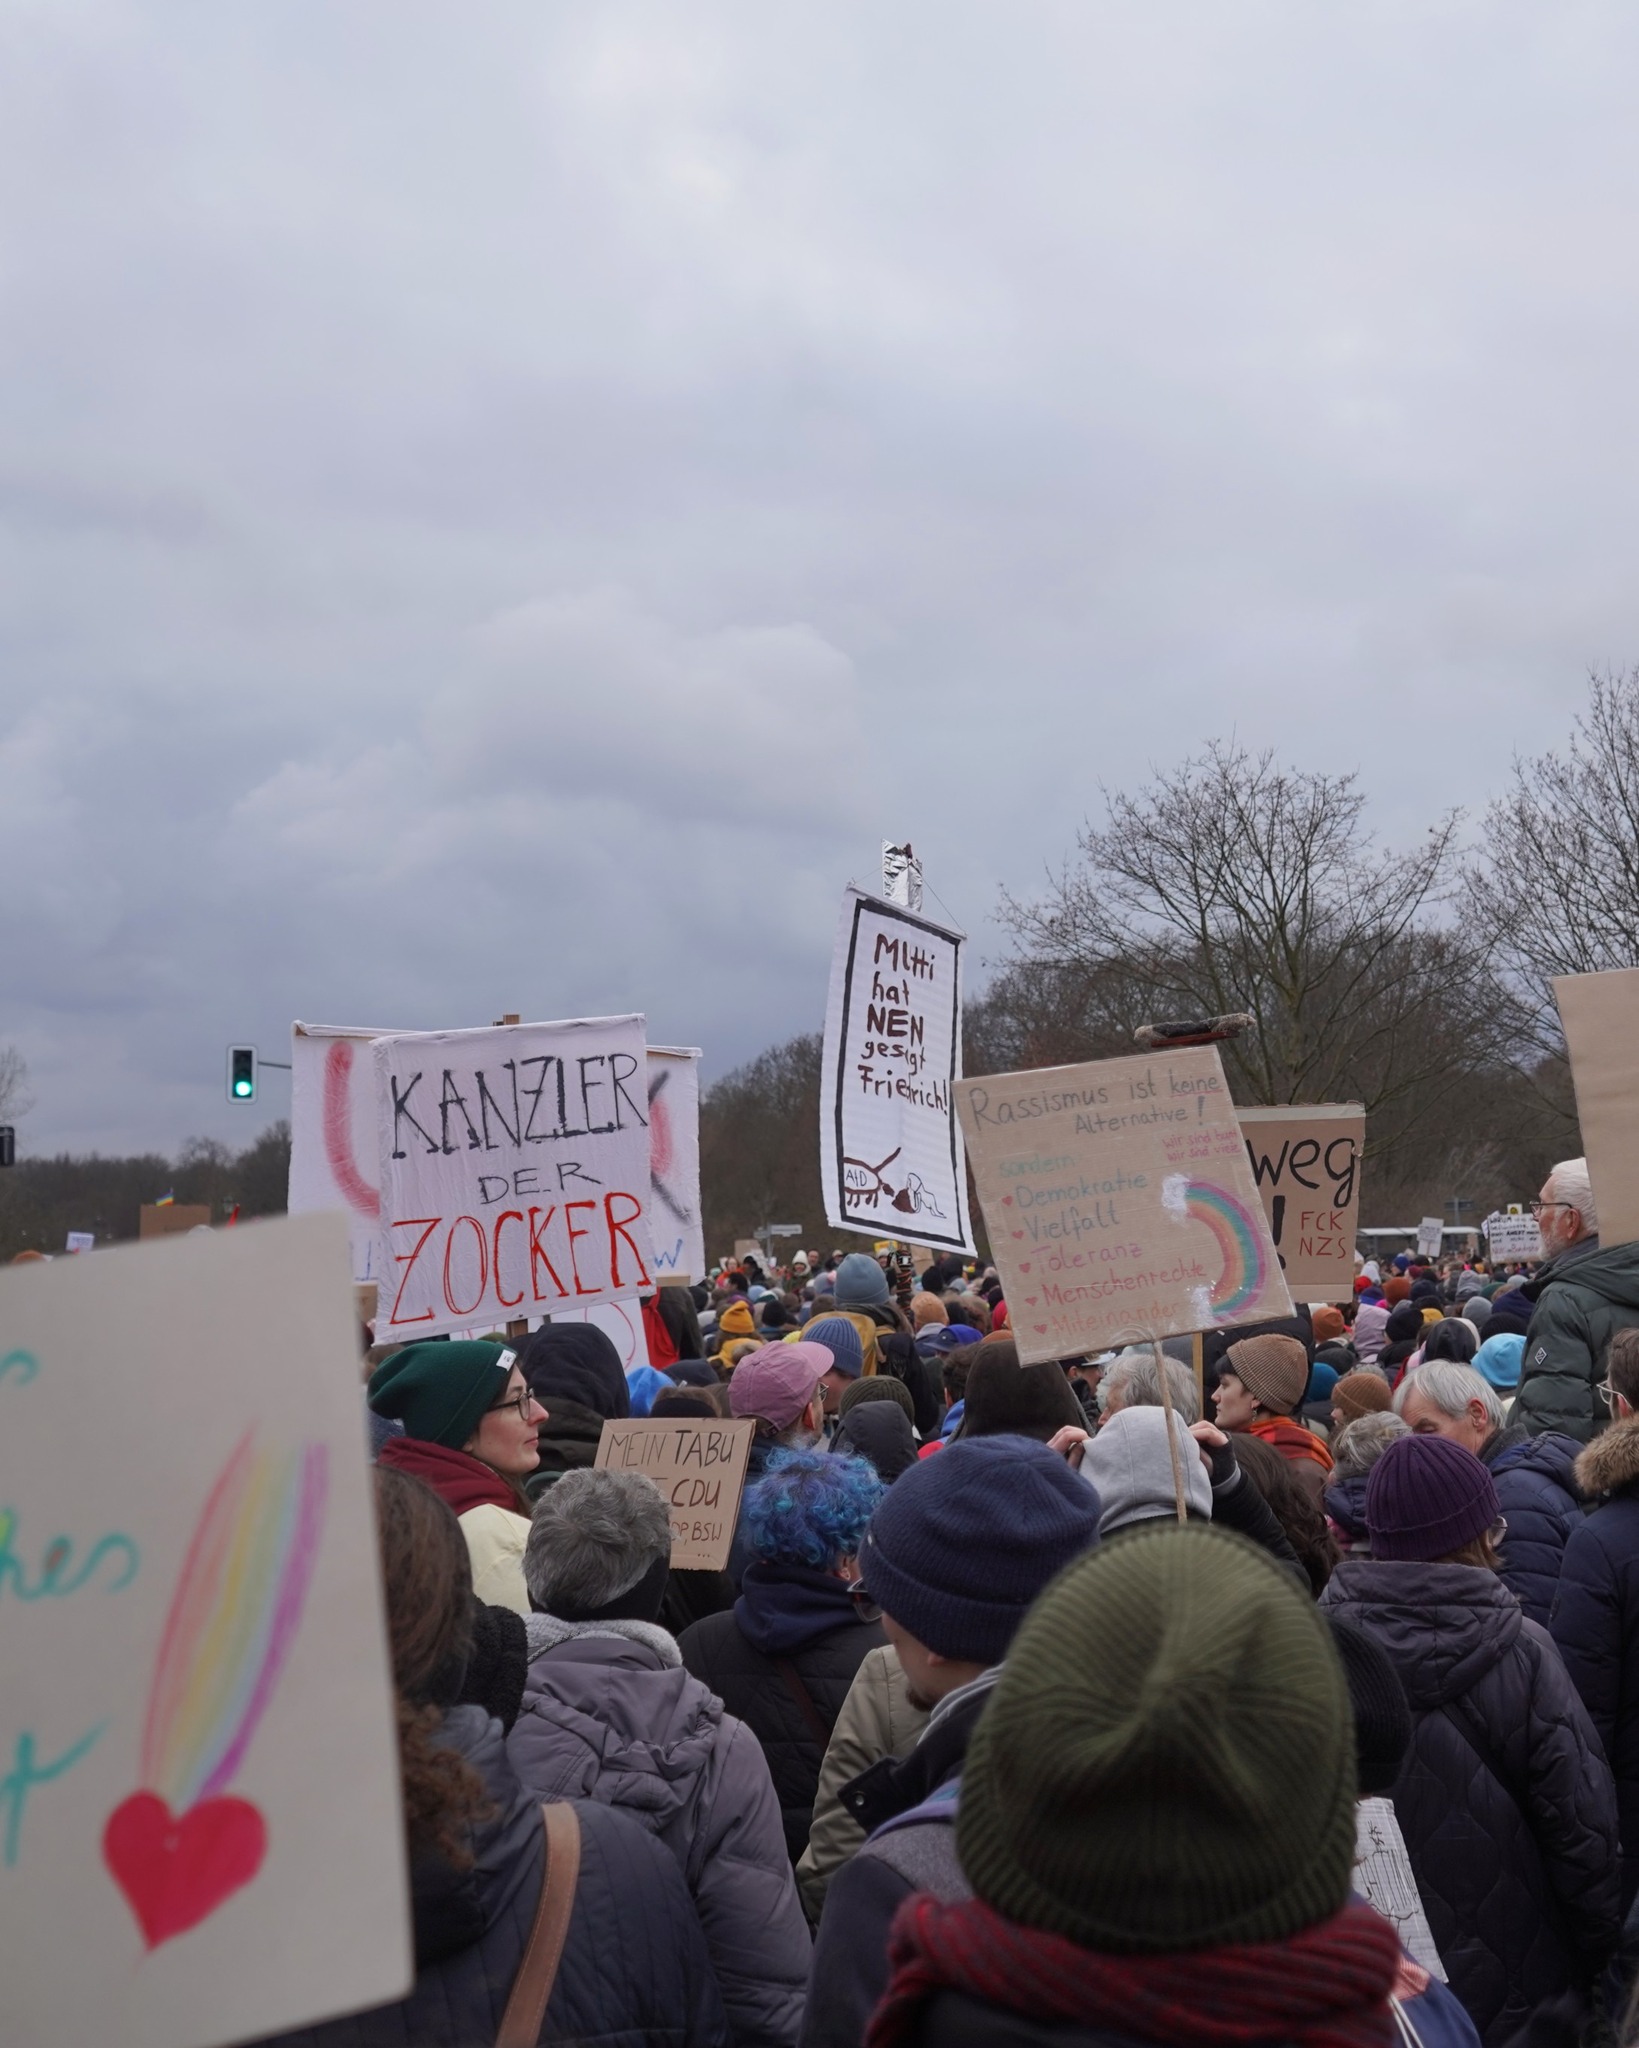 KANZLER
DER
ZOCKER
Mutti
hat
NEN
gesagt
Friedrich!
AfD
Rassismus ist keine
Alternative!
wir sind bunt
wir sind viele
sondern
Demokratie
Vielfalt
Toleranz
Menschenrechte
Miteinander
weg
!
FCK
NZS
MEIN TABU
CDU
BSW
...
hes